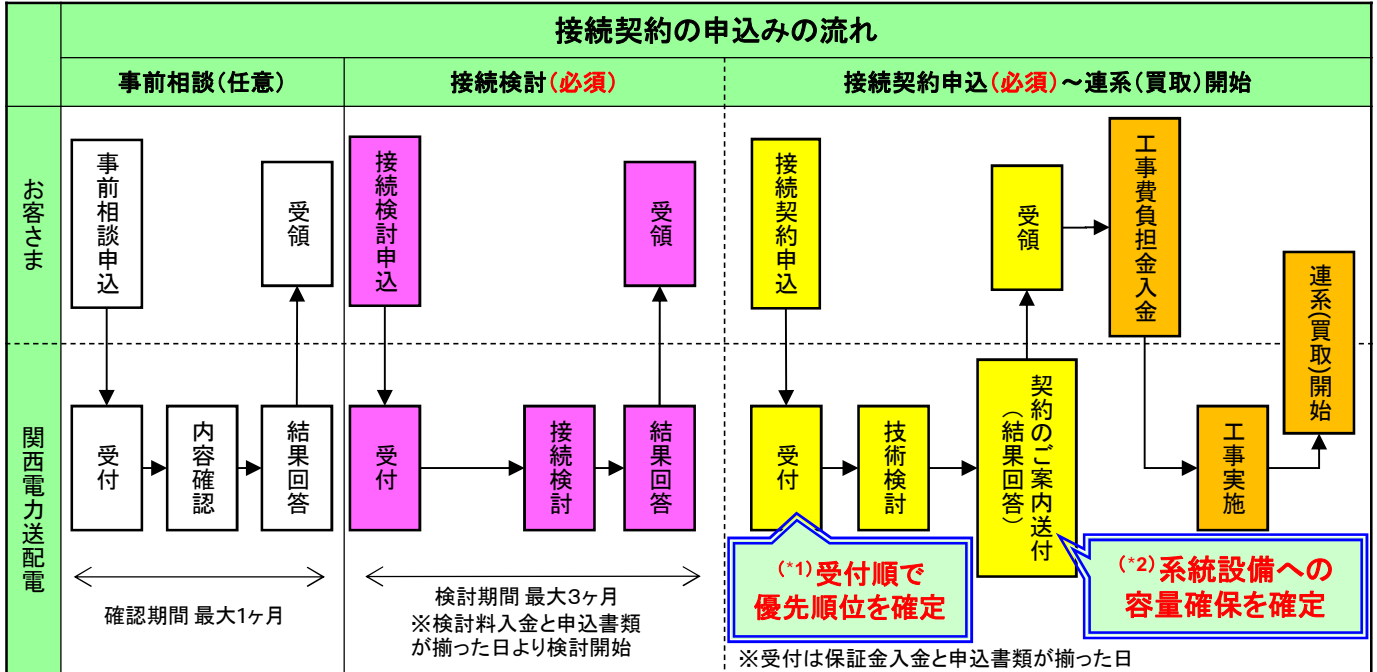 接続契約の申込みの流れ
事前相談(任意)
接続検討(必須)
接続契約申込(必須)～連系(買取)開始
お客さま
事前相談申込
受領
接続検討申込
受領
接続契約申込
受領
工事費負担金入金
連系(買取)開始
関西電力送配電
受付
内容確認
結果回答
受付
接続検討
結果回答
受付
技術検討
契約のご案内送付
(結果回答)
工事実施
確認期間 最大1ヶ月
検討期間 最大3ヶ月
※検討料入金と申込書類
が揃った日より検討開始
(*1)受付順で
優先順位を確定
(*2)系統設備への
容量確保を確定
※受付は保証金入金と申込書類が揃った日